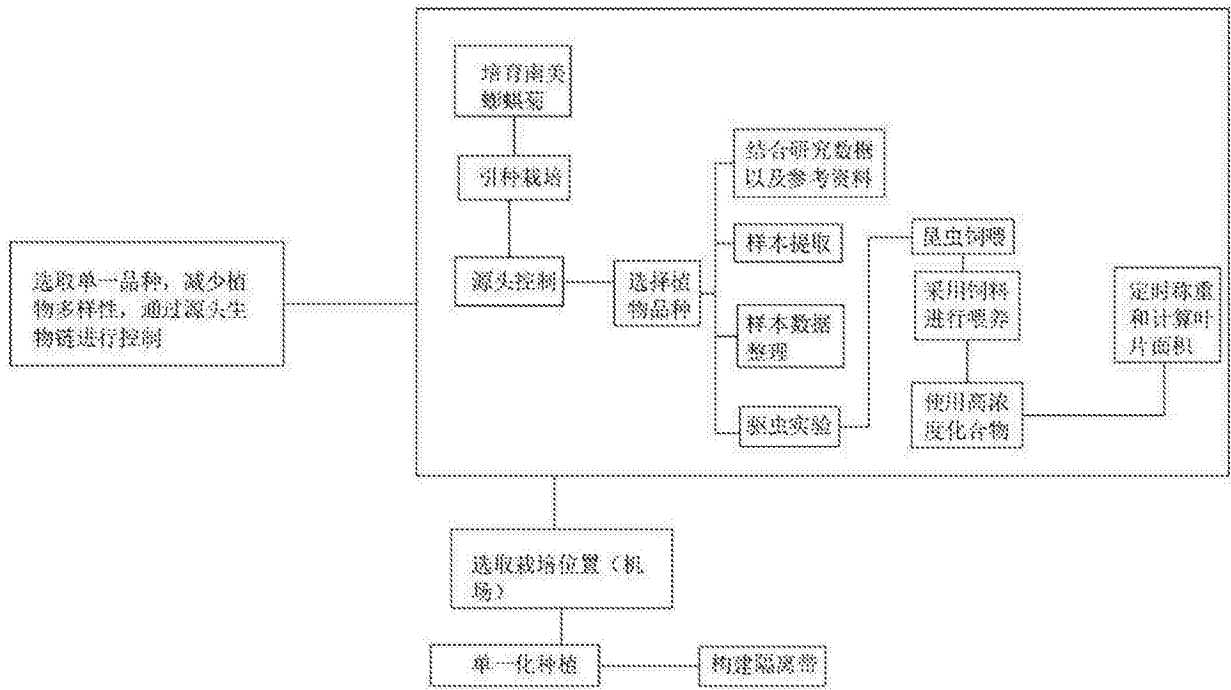 选取单一品种，减少植
物多样性，通过源头生
物链进行控制
培育南美
蟛蜞菊
引种栽培
源头控制
选择植
物品种
结合研究数据
以及参考资料
样本提取
样本数据
整理
驱虫实验
昆虫饲喂
采用饲料
进行喂养
使用高浓
度化合物
定时称重
和计算叶
片面积
选取栽培位置（机
场）
单一化种植
构建隔离带